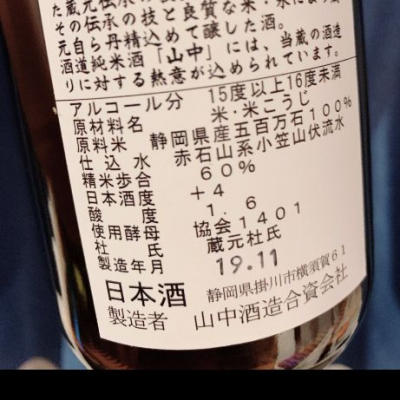 その伝承の技と良質な米・水により蔵
元自ら丹精込めて醸した酒。
酒道純米酒「山中」には、当蔵の酒造
りに対する熱意が込められています。
アルコール分 15度以上16度未満
原材料名 米・米こうじ
原料米 静岡県産五百万石100%
仕込水 赤石山系小笠山伏流水
精米歩合 60%
日本酒度 +4
酸度 1.6
使用酵母 協会1401
杜氏 蔵元杜氏
製造年月 19.11
日本酒 静岡県掛川市横須賀61
製造者 山中酒造合資会社